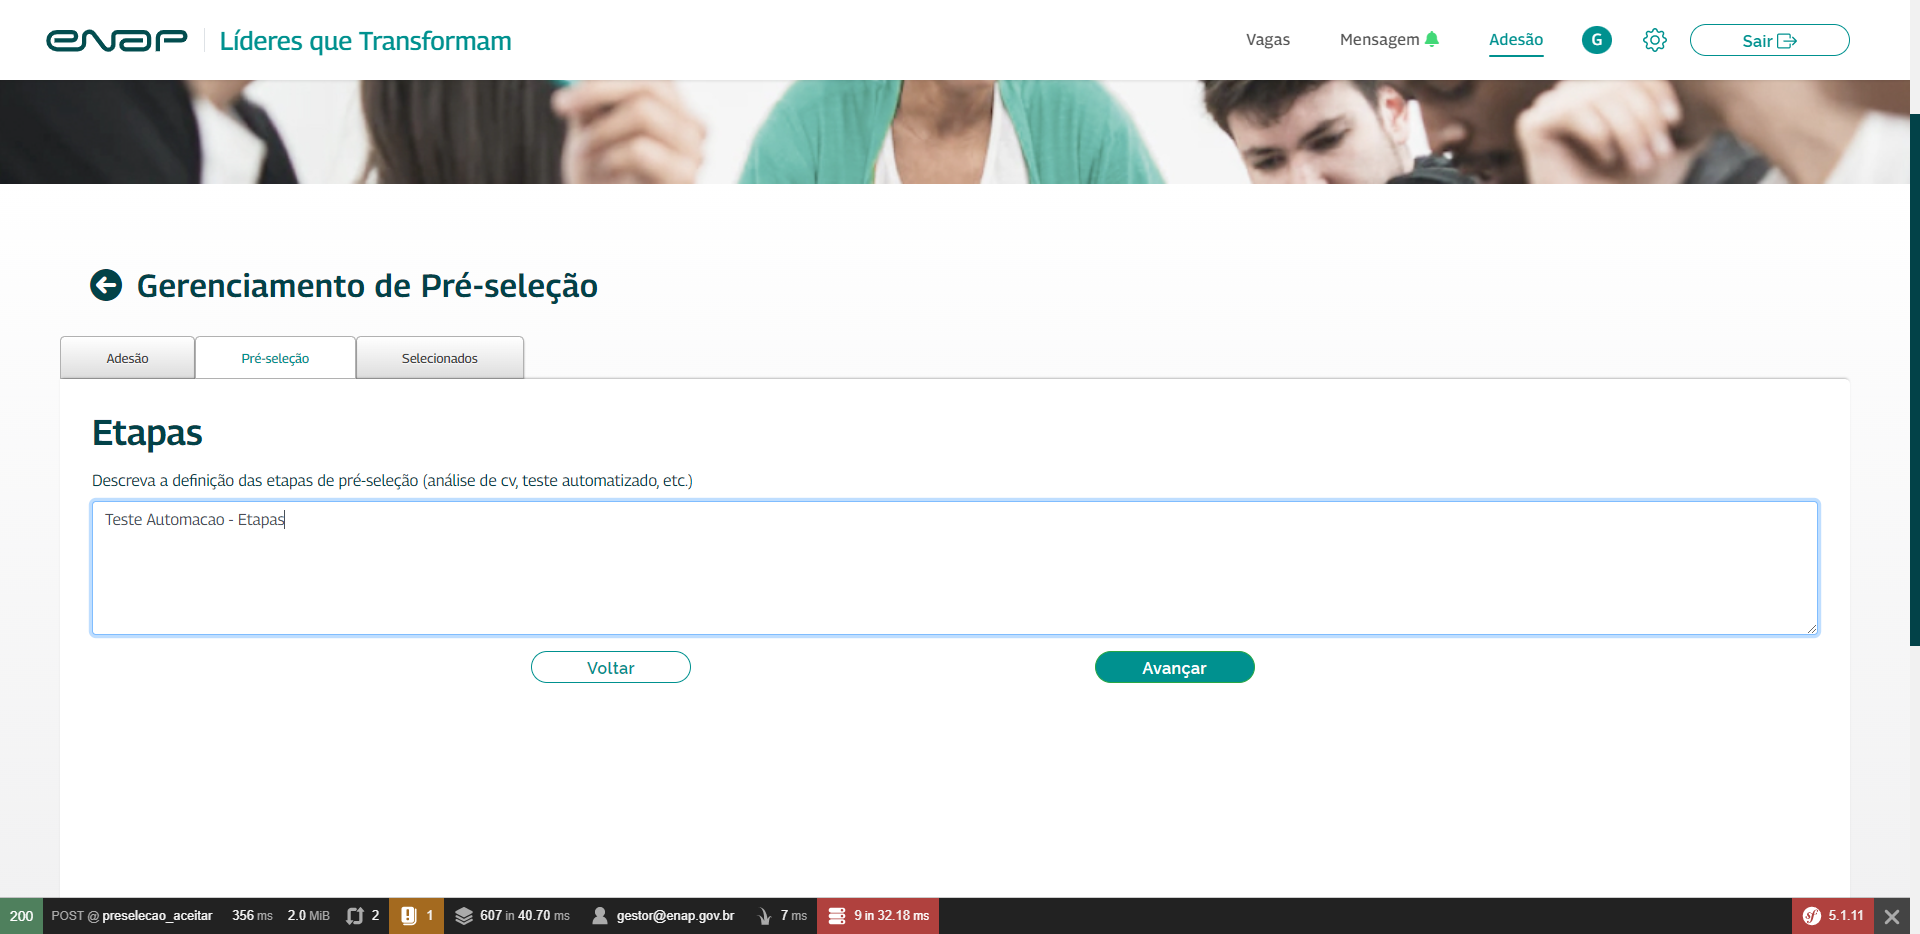 enap Líderes que Transformam Vagas Mensagem Adesão G Sair
Gerenciamento de Pré-seleção
Adesão Pré-seleção Selecionados
Etapas
Descreva a definição das etapas de pré-seleção (análise de cv, teste automatizado, etc.)
Teste Automacao - Etapas
Voltar Avançar
200 POST @ preselecao_aceitar 356 ms 2.0 MiB 2 1 607 in 40.70 ms gestor@enap.gov.br 7 ms 9 in 32.18 ms sf 5.1.11